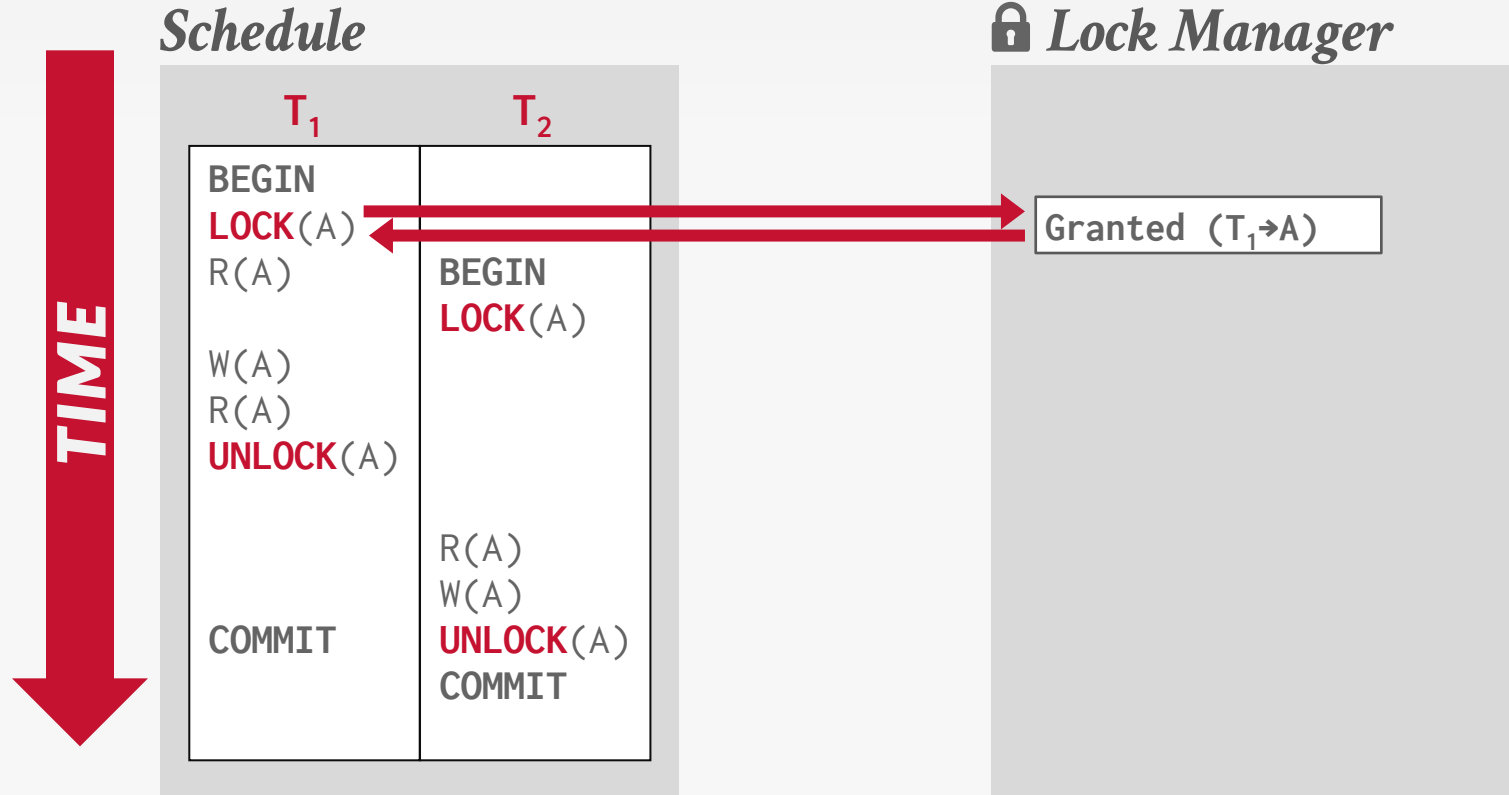 Schedule
Lock Manager
TIME
T₁ T₂
BEGIN
LOCK(A)
Granted (T₁→A)
R(A) BEGIN
LOCK(A)
W(A)
R(A)
UNLOCK(A)
R(A)
W(A)
COMMIT UNLOCK(A)
COMMIT